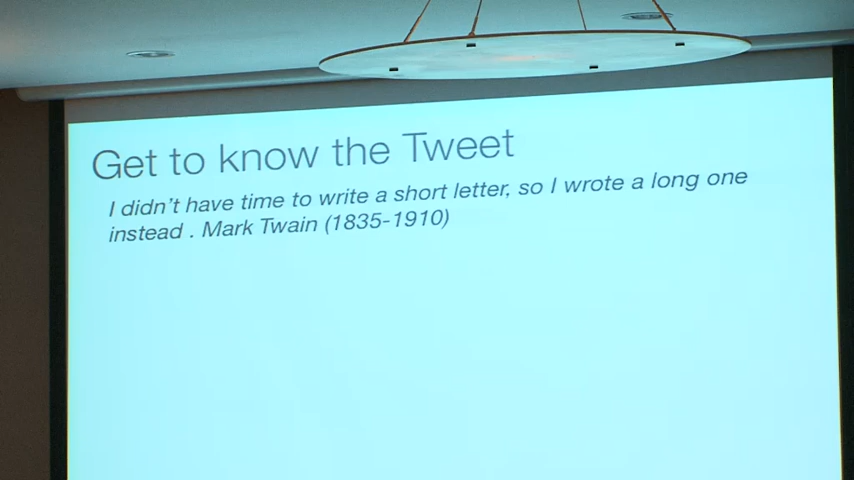 Get to know the Tweet
I didn't have time to write a short letter, so I wrote a long one
instead . Mark Twain (1835-1910)